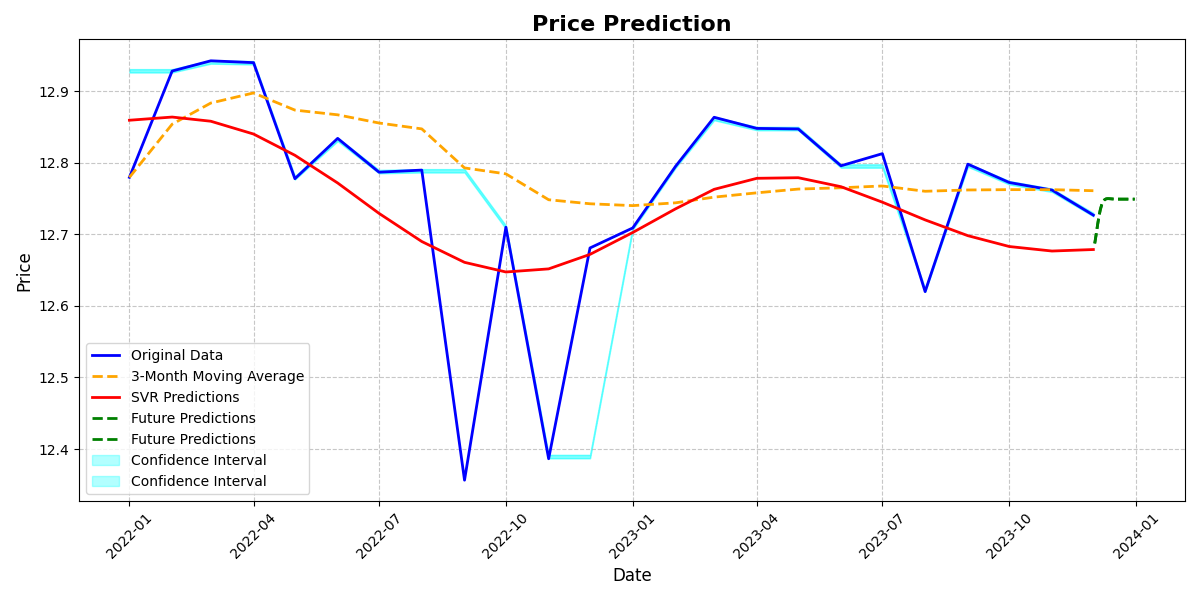 Price Prediction
Price
12.9
12.8
12.7
12.6
12.5
12.4
Original Data
3-Month Moving Average
SVR Predictions
Future Predictions
Future Predictions
Confidence Interval
Confidence Interval
2022-01
2022-04
2022-07
2022-10
2023-01
2023-04
2023-07
2023-10
2024-01
Date